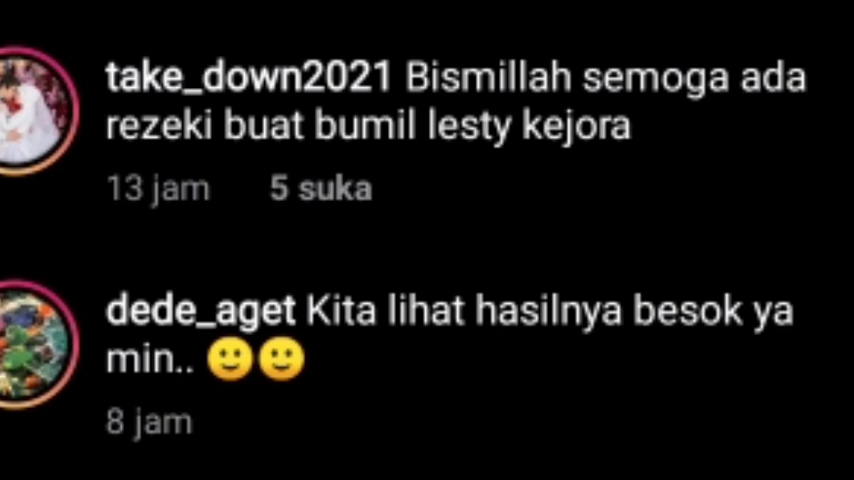 take_down2021 Bismillah semoga ada
rezeki buat bumil lesty kejora
13 jam 5 suka
dede_aget Kita lihat hasilnya besok ya
min.. 🙂🙂
8 jam